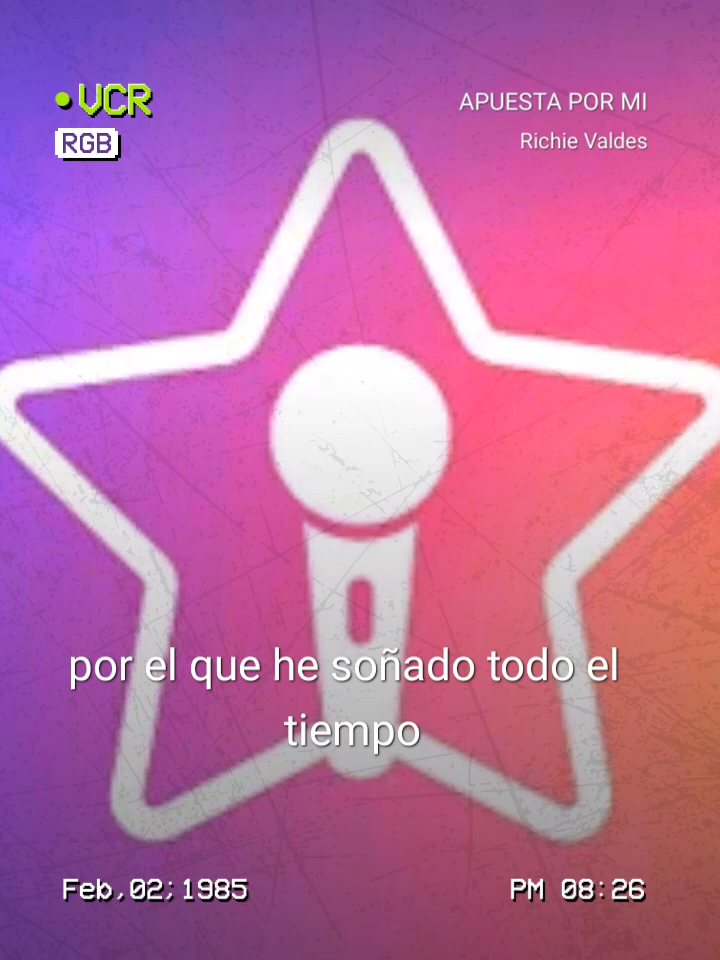 VCR
RGB
APUESTA POR MI
Richie Valdes
por el que he soñado todo el
tiempo
Feb,02;1985
PM 08:26